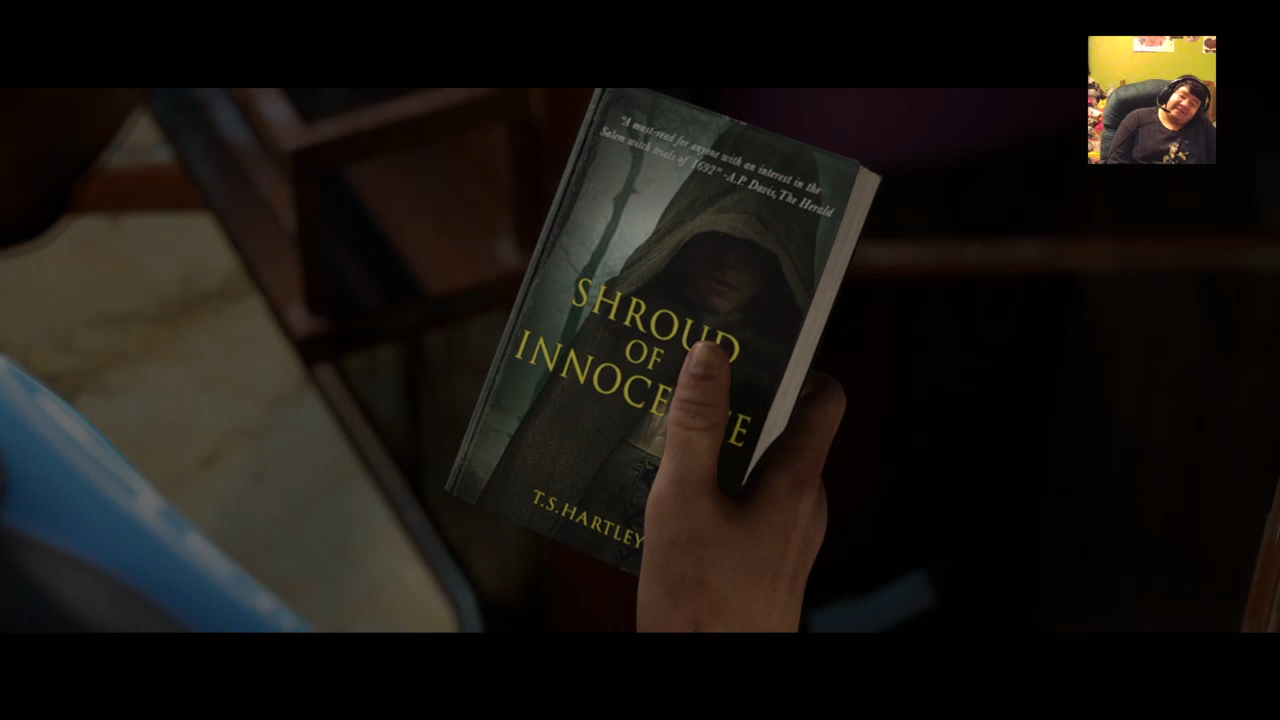 "A must-read for anyone with an interest in the
Salem witch trials of 1692" -A.P. Davis, The Herald
SHROUD
OF
INNOCENCE
T.S.HARTLEY